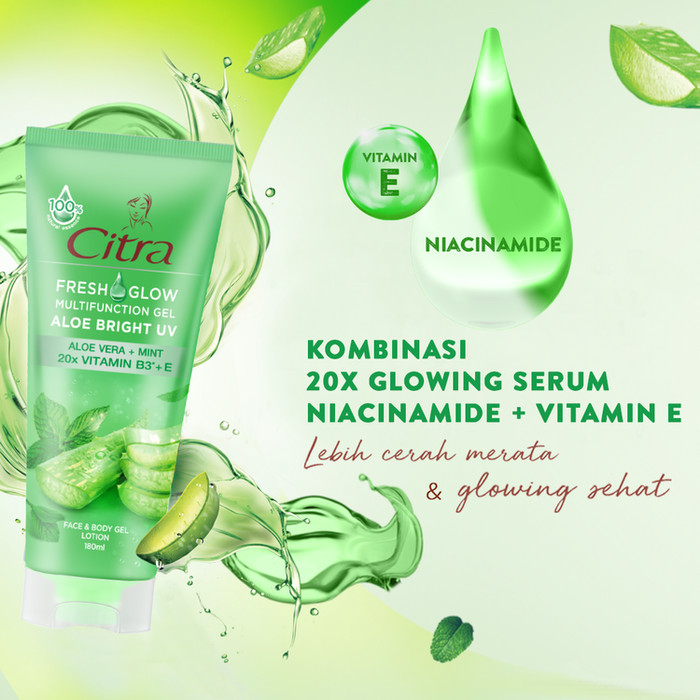 100%
Citra
FRESH GLOW
MULTIFUNCTION GEL
ALOE BRIGHT UV
ALOE VERA + MINT
20x VITAMIN B3*+ E
FACE & BODY GEL
LOTION
180ml
VITAMIN
E
NIACINAMIDE
KOMBINASI
20X GLOWING SERUM
NIACINAMIDE + VITAMIN E
Lebih cerah merata
& glowing sehat